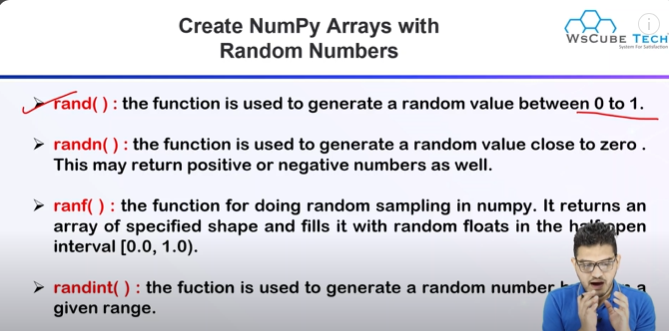 Create NumPy Arrays with
Random Numbers
WsCube Tech
System For Satisfaction
➢ rand( ) : the function is used to generate a random value between 0 to 1.
➢ randn( ) : the function is used to generate a random value close to zero .
This may return positive or negative numbers as well.
➢ ranf( ) : the function for doing random sampling in numpy. It returns an
array of specified shape and fills it with random floats in the half-open
interval [0.0, 1.0).
➢ randint( ) : the fuction is used to generate a random number a
given range.